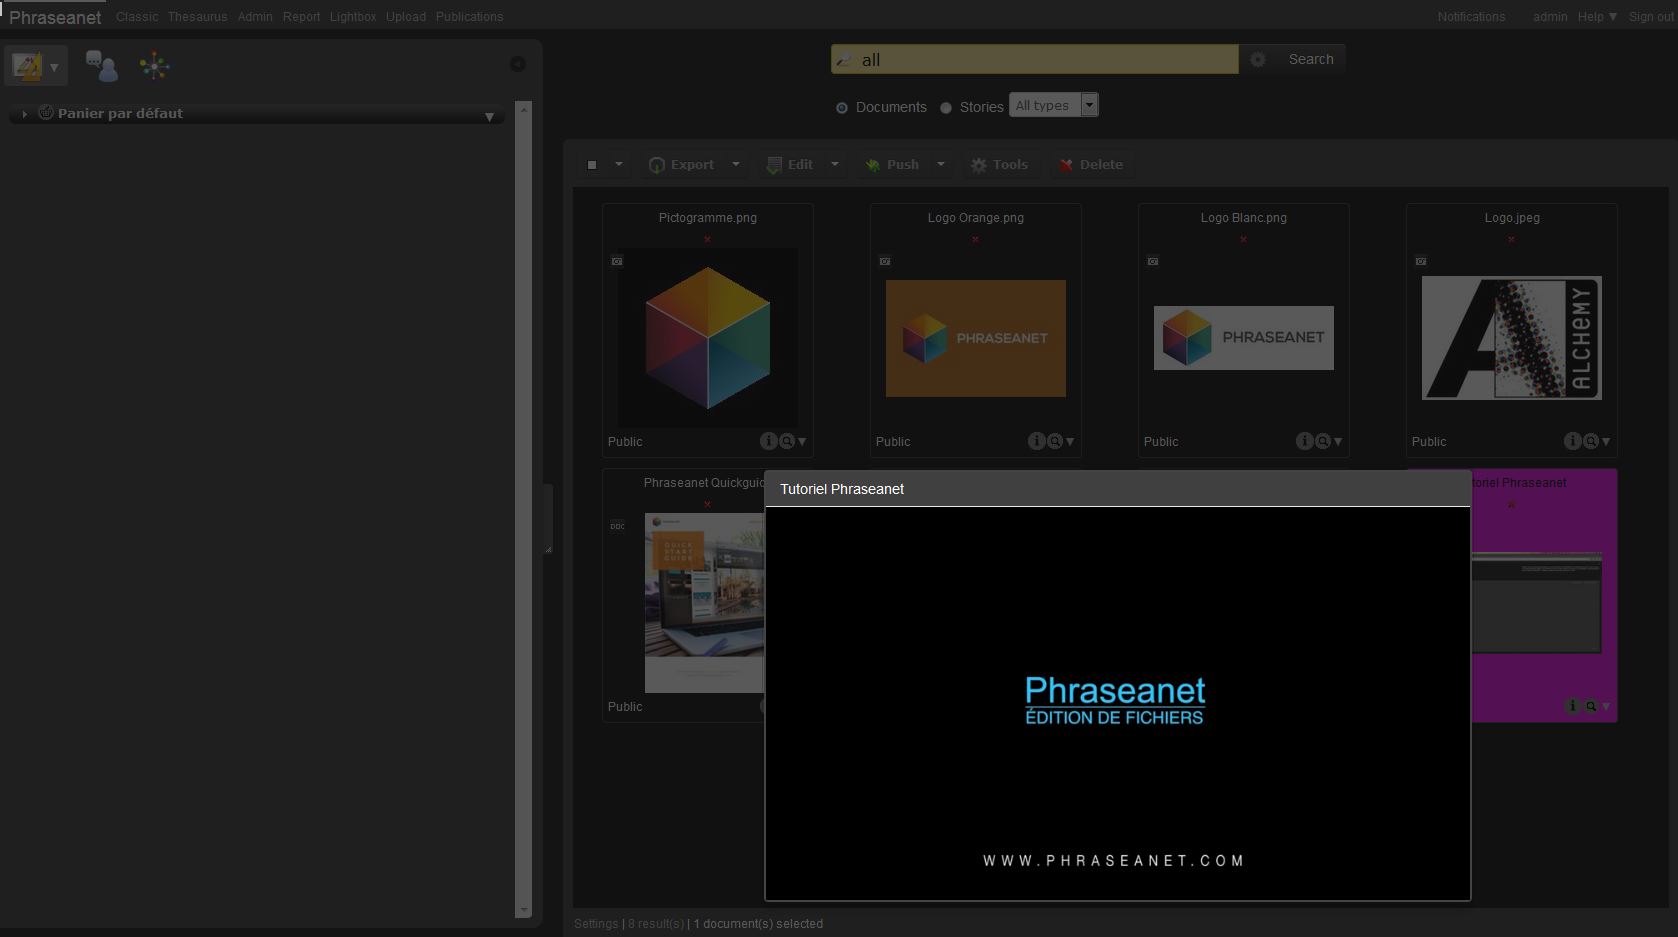 Phraseanet Classic Thesaurus Admin Report Lightbox Upload Publications Notifications admin Help Sign out
all Search
Documents Stories All types
Panier par défaut
Export Edit Push Tools Delete
Pictogramme.png Logo Orange.png Logo Blanc.png Logo.jpeg
PHRASEANET
PHRASEANET
ALCHEMY
Public Public Public Public
Phraseanet Quickguid
toriel Phraseanet
Tutoriel Phraseanet
DOC
QUICK
START
GUIDE
Phraseanet
ÉDITION DE FICHIERS
Public
WWW.PHRASEANET.COM
Settings | 8 result(s) | 1 document(s) selected